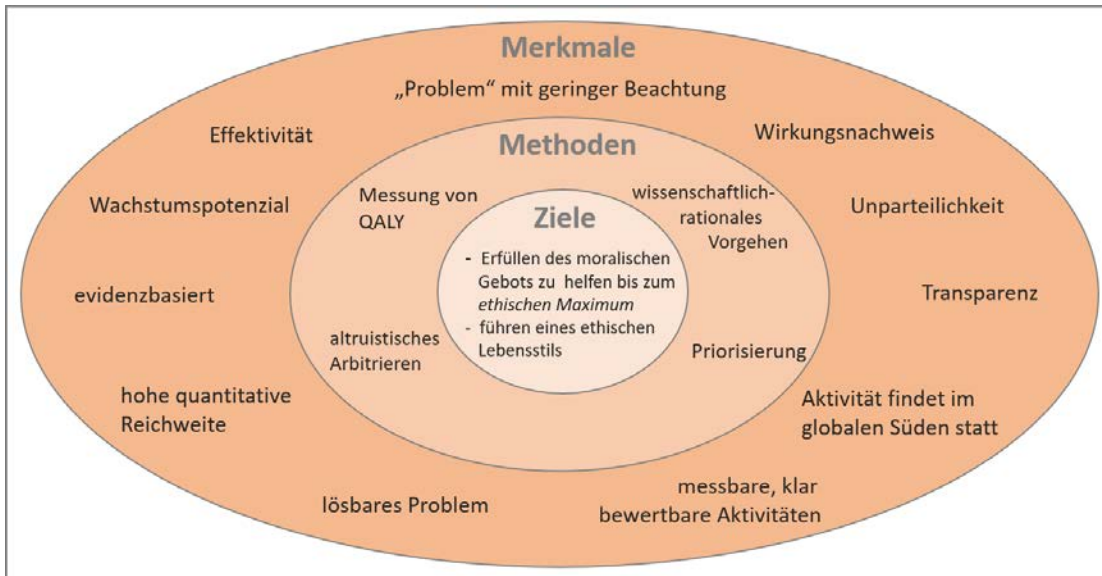 Merkmale
„Problem“ mit geringer Beachtung
Effektivität
Wirkungsnachweis
Wachstumspotenzial
Unparteilichkeit
evidenzbasiert
Transparenz
hohe quantitative
Reichweite
Aktivität findet im
globalen Süden statt
lösbares Problem
messbare, klar
bewertbare Aktivitäten
Methoden
Messung von
QALY
wissenschaftlich-
rationales
Vorgehen
altruistisches
Arbitrieren
Priorisierung
Ziele
- Erfüllen des moralischen
Gebots zu helfen bis zum
ethischen Maximum
- führen eines ethischen
Lebensstils